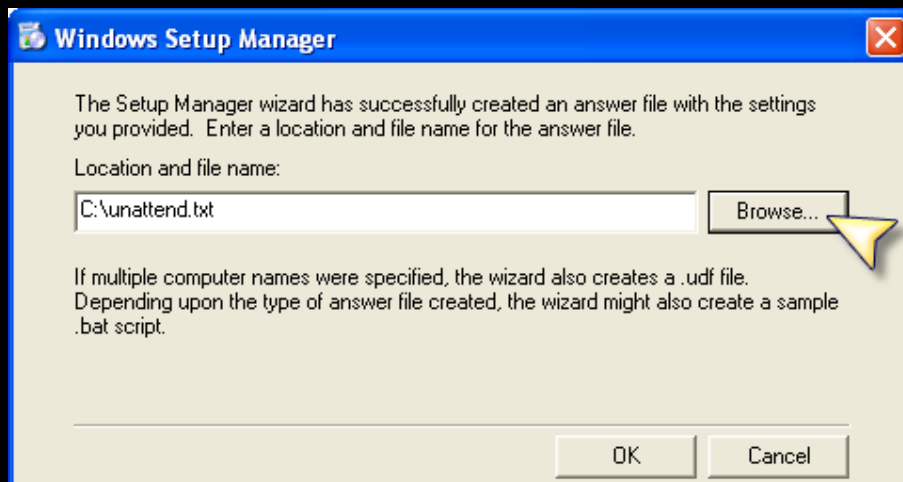 Windows Setup Manager
The Setup Manager wizard has successfully created an answer file with the settings
you provided.  Enter a location and file name for the answer file.
Location and file name:
C:\unattend.txt
Browse...
If multiple computer names were specified, the wizard also creates a .udf file.
Depending upon the type of answer file created, the wizard might also create a sample
.bat script.
OK
Cancel